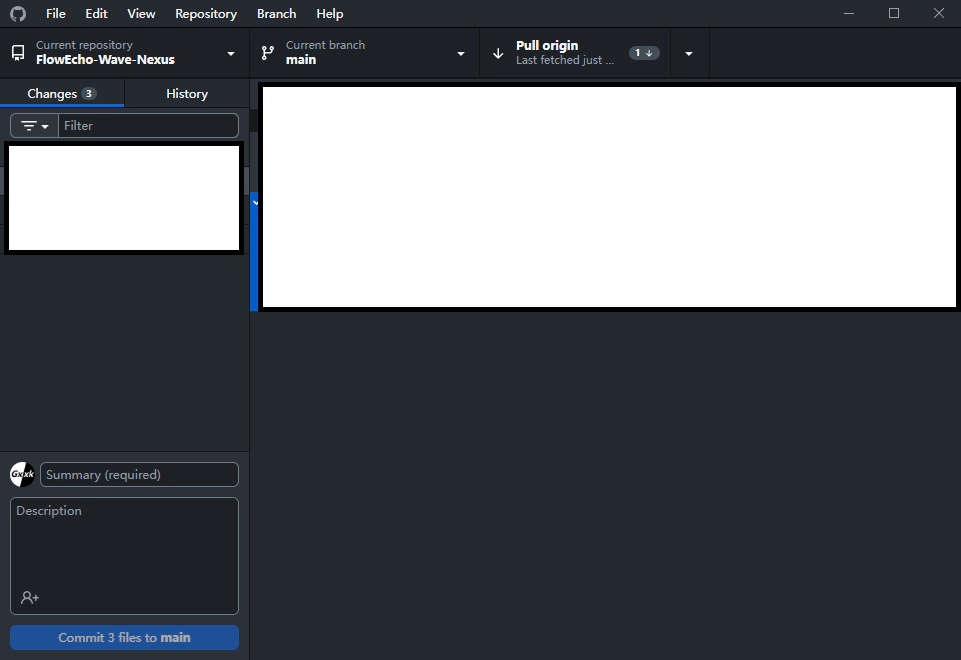 File Edit View Repository Branch Help
Current repository
FlowEcho-Wave-Nexus
Current branch
main
Pull origin
Last fetched just ...
1
Changes 3
History
Filter
Gxxk
Summary (required)
Description
Commit 3 files to main